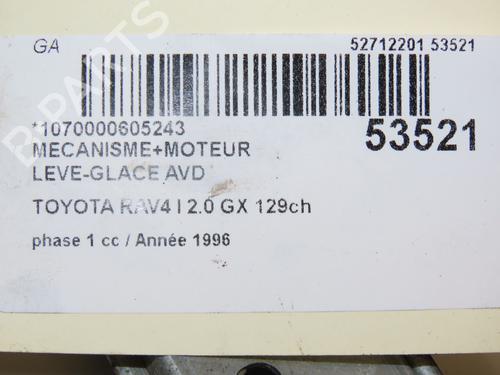 GA 52712201 53521
*1070000605243
53521
MECANISME+MOTEUR
LEVE-GLACE AVD
TOYOTA RAV4 I 2.0 GX 129ch
phase 1 cc / Année 1996
B-PARTS